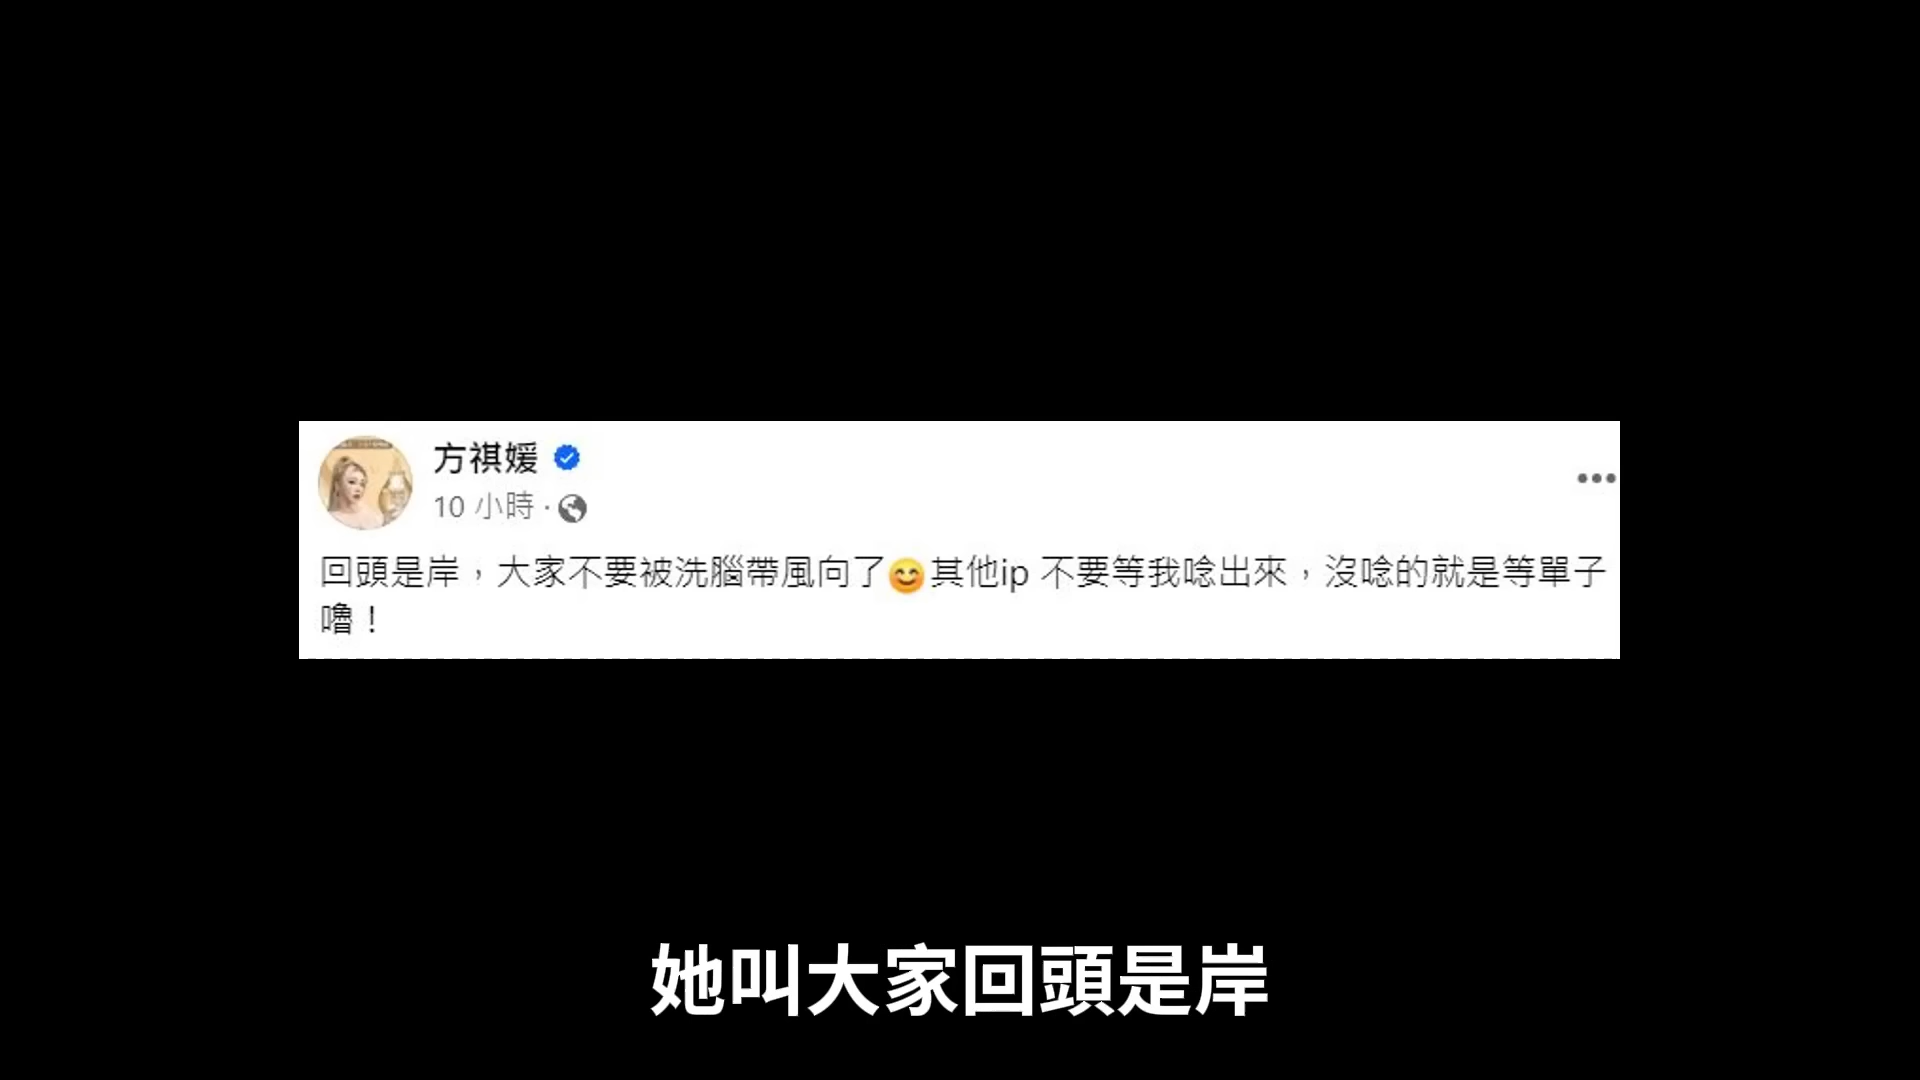 方祺媛
10 小時 ·
回頭是岸，大家不要被洗腦帶風向了😊其他ip 不要等我唸出來，沒唸的就是等單子
嚕！
她叫大家回頭是岸